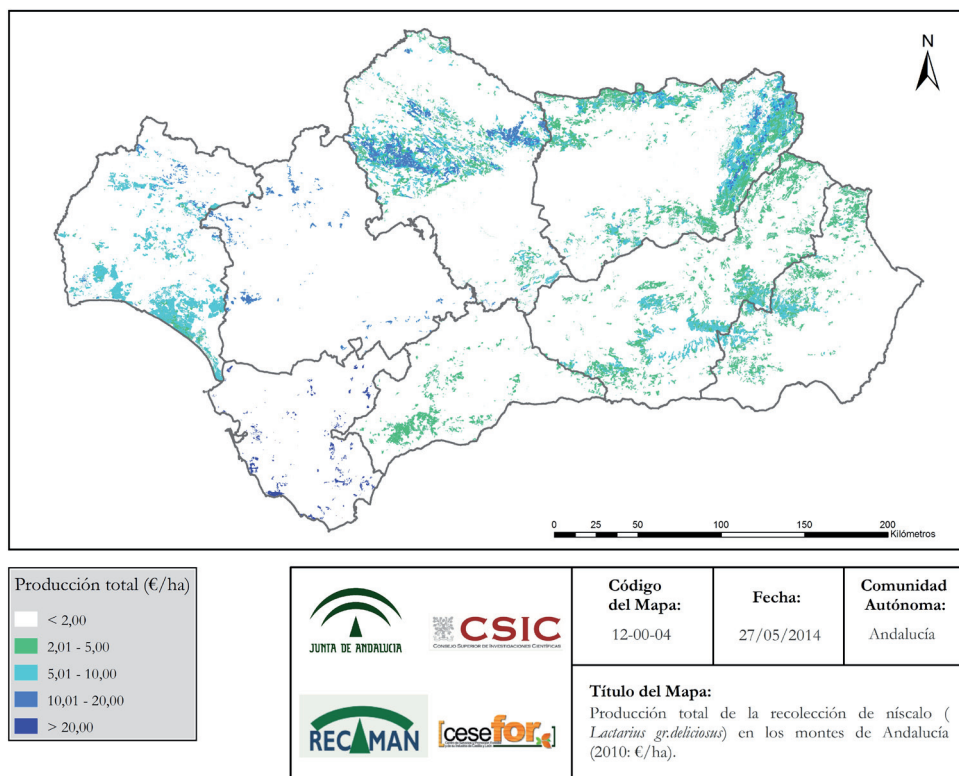 N
0 25 50 100 150 200
Kilómetros
Producción total (€/ha)
< 2,00
2,01 - 5,00
5,01 - 10,00
10,01 - 20,00
> 20,00
JUNTA DE ANDALUCIA
CSIC
CONSEJO SUPERIOR DE INVESTIGACIONES CIENTÍFICAS
RECAMAN
[cesefor]
Código
del Mapa:
12-00-04
Fecha:
27/05/2014
Comunidad
Autónoma:
Andalucía
Título del Mapa:
Producción total de la recolección de níscalo (
Lactarius gr.deliciosus) en los montes de Andalucía
(2010: €/ha).